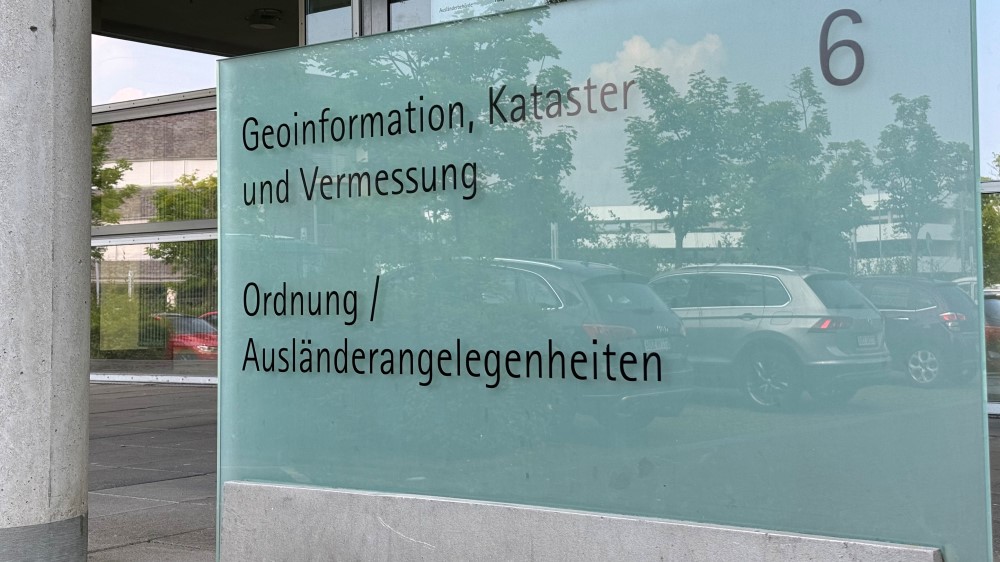 6
Geoinformation, Kataster
und Vermessung
Ordnung /
Ausländerangelegenheiten